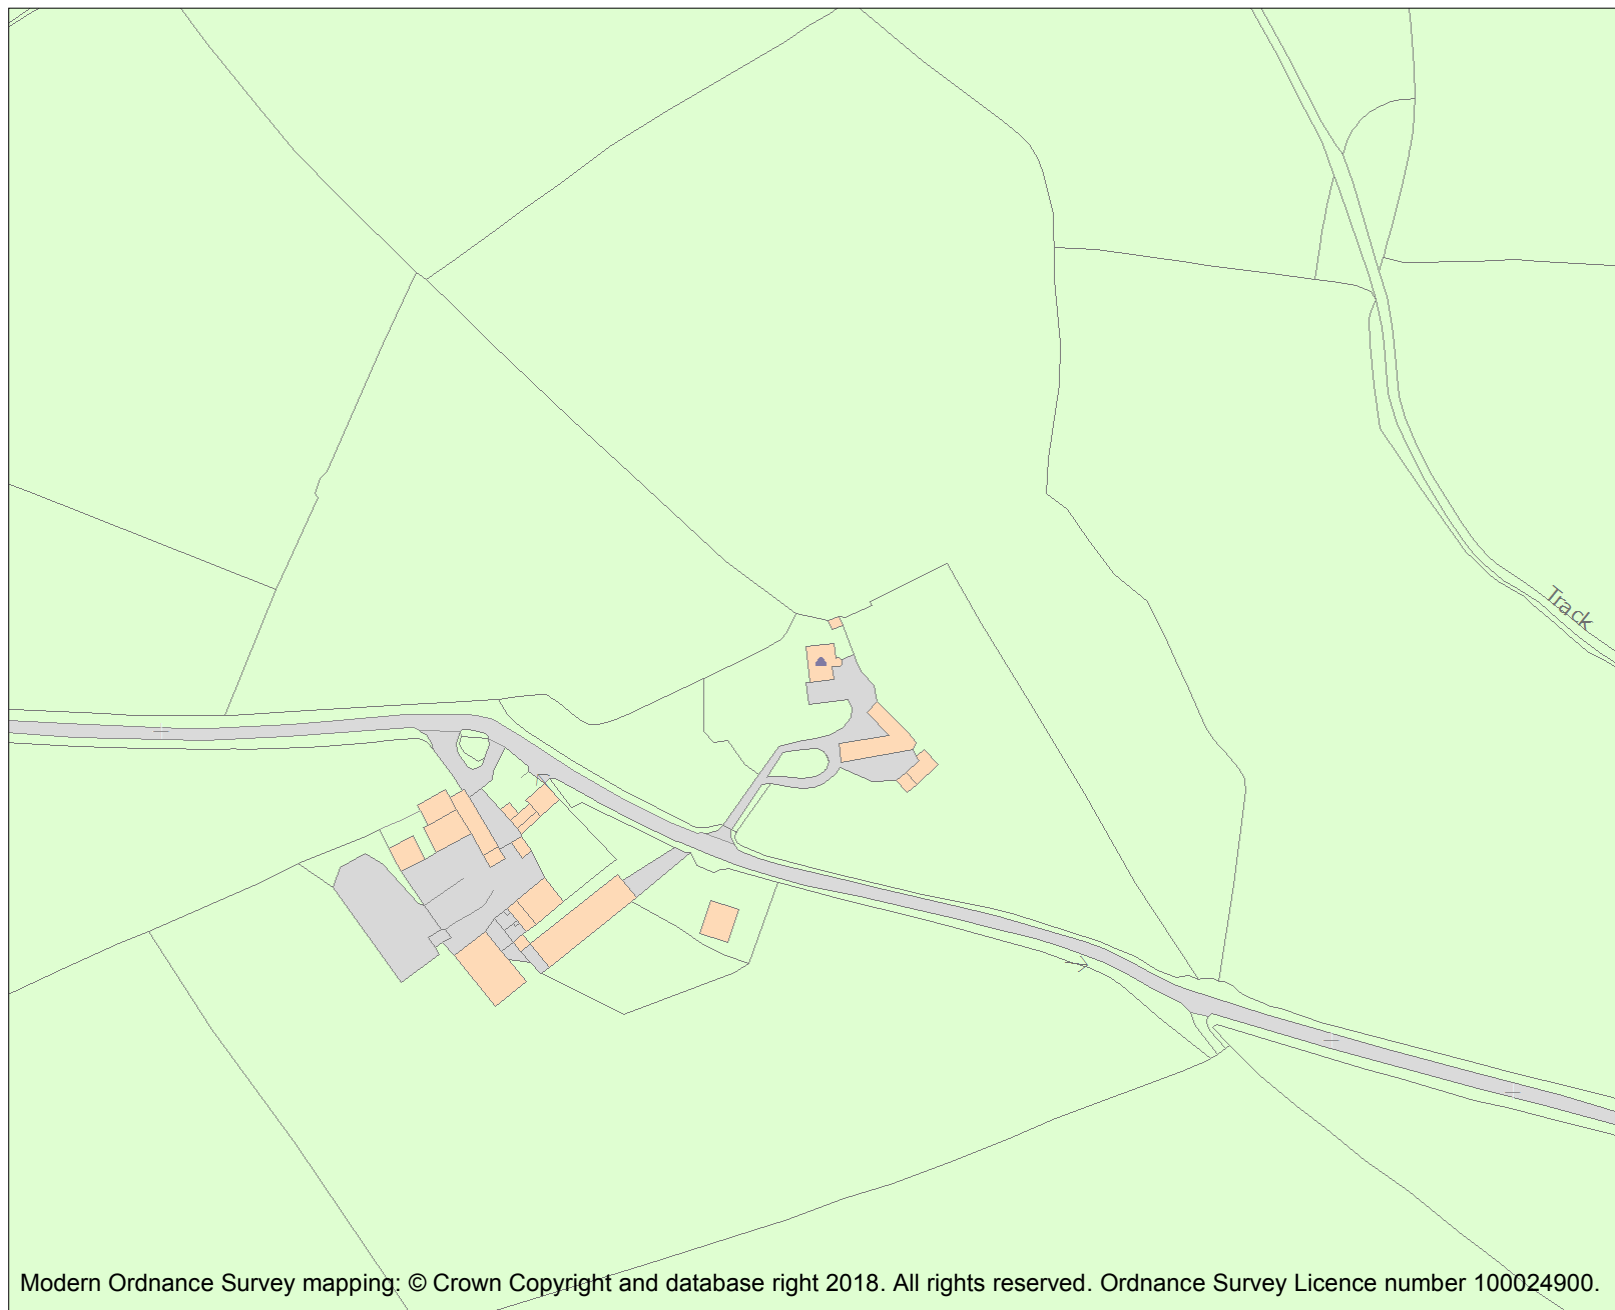 Track
Modern Ordnance Survey mapping: © Crown Copyright and database right 2018. All rights reserved. Ordnance Survey Licence number 100024900.